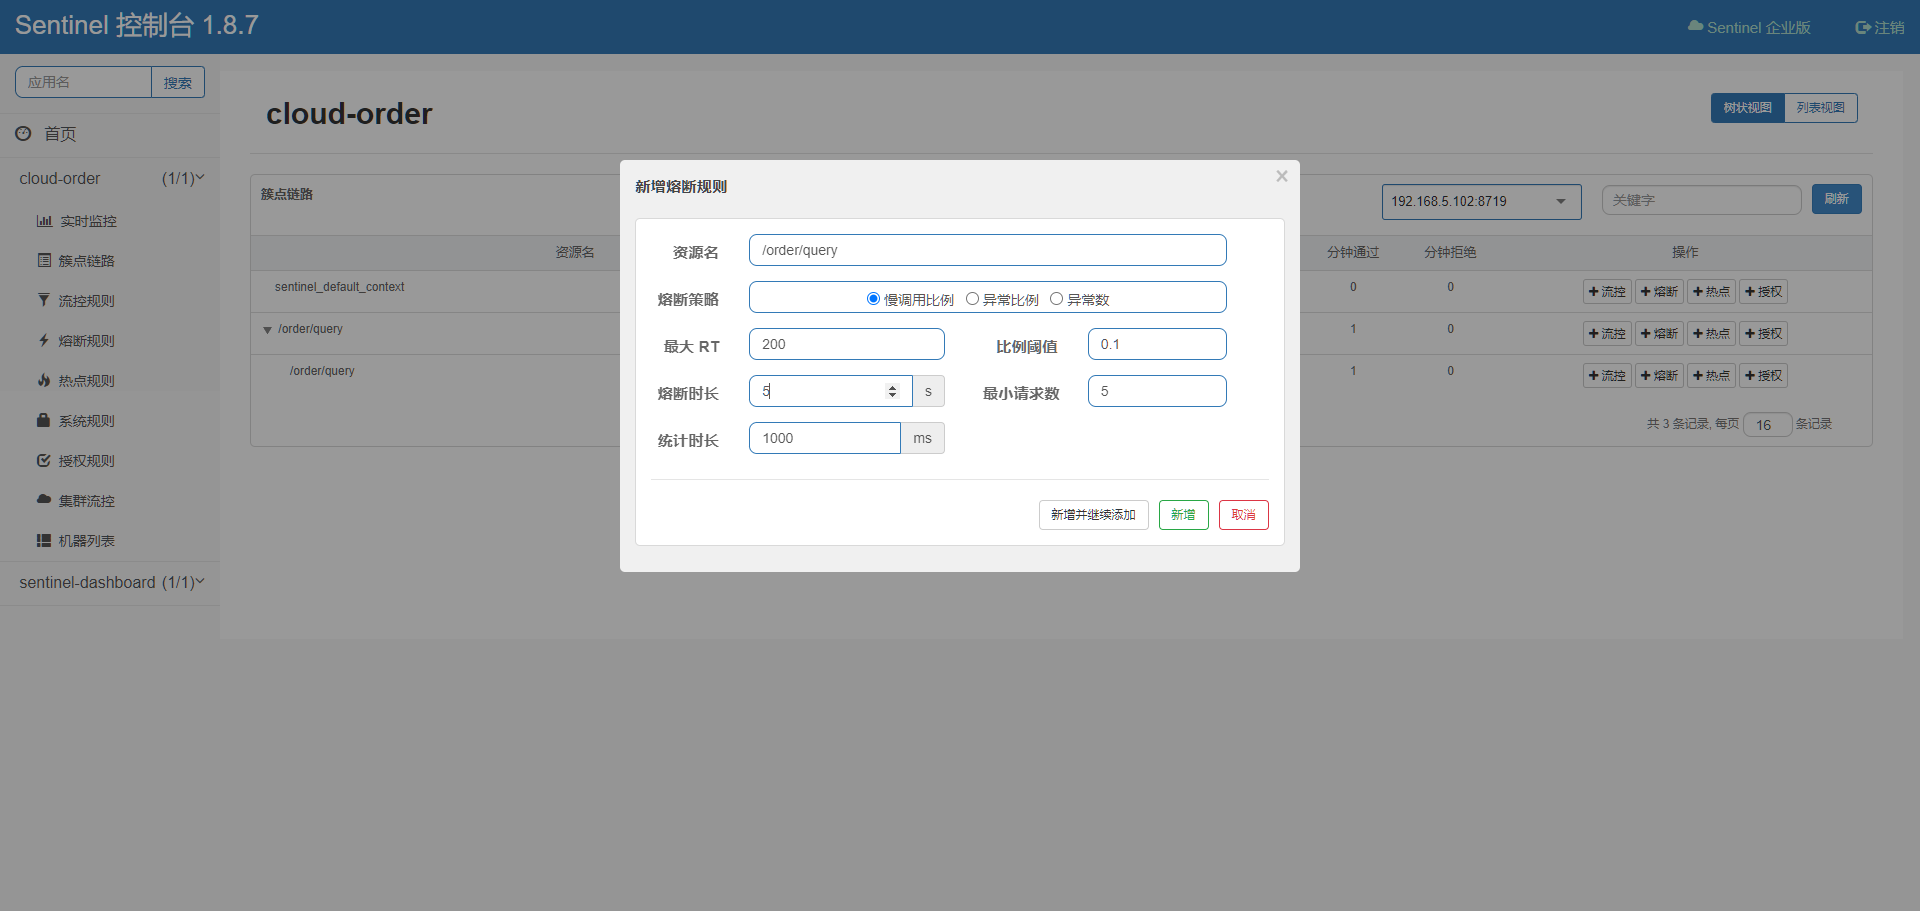 Sentinel 控制台 1.8.7
Sentinel 企业版
注销
应用名
搜索
首页
cloud-order (1/1)
实时监控
簇点链路
流控规则
熔断规则
热点规则
系统规则
授权规则
集群流控
机器列表
sentinel-dashboard (1/1)
cloud-order
树状视图
列表视图
簇点链路
192.168.5.102:8719
关键字
刷新
资源名
分钟通过
分钟拒绝
操作
sentinel_default_context
0
0
流控
熔断
热点
授权
/order/query
1
0
流控
熔断
热点
授权
/order/query
1
0
流控
熔断
热点
授权
共 3 条记录, 每页 16 条记录
新增熔断规则
×
资源名
/order/query
熔断策略
慢调用比例
异常比例
异常数
最大 RT
200
比例阈值
0.1
熔断时长
5
s
最小请求数
5
统计时长
1000
ms
新增并继续添加
新增
取消